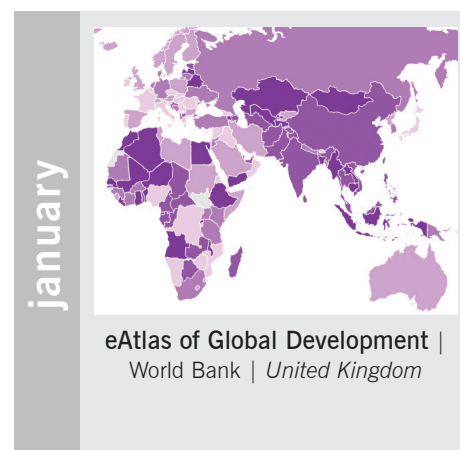 january
eAtlas of Global Development |
World Bank | United Kingdom